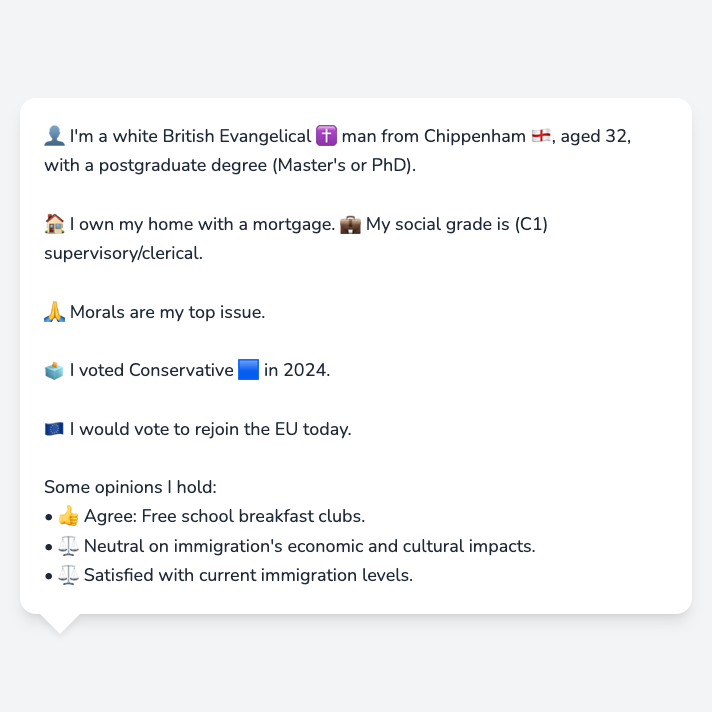 👤 I'm a white British Evangelical ✝️ man from Chippenham 🏴󠁧󠁢󠁥󠁮󠁧󠁿, aged 32,
with a postgraduate degree (Master's or PhD).
🏠 I own my home with a mortgage. 💼 My social grade is (C1)
supervisory/clerical.
🙏 Morals are my top issue.
🗳️ I voted Conservative 🟦 in 2024.
🇪🇺 I would vote to rejoin the EU today.
Some opinions I hold:
• 👍 Agree: Free school breakfast clubs.
• ⚖️ Neutral on immigration's economic and cultural impacts.
• ⚖️ Satisfied with current immigration levels.